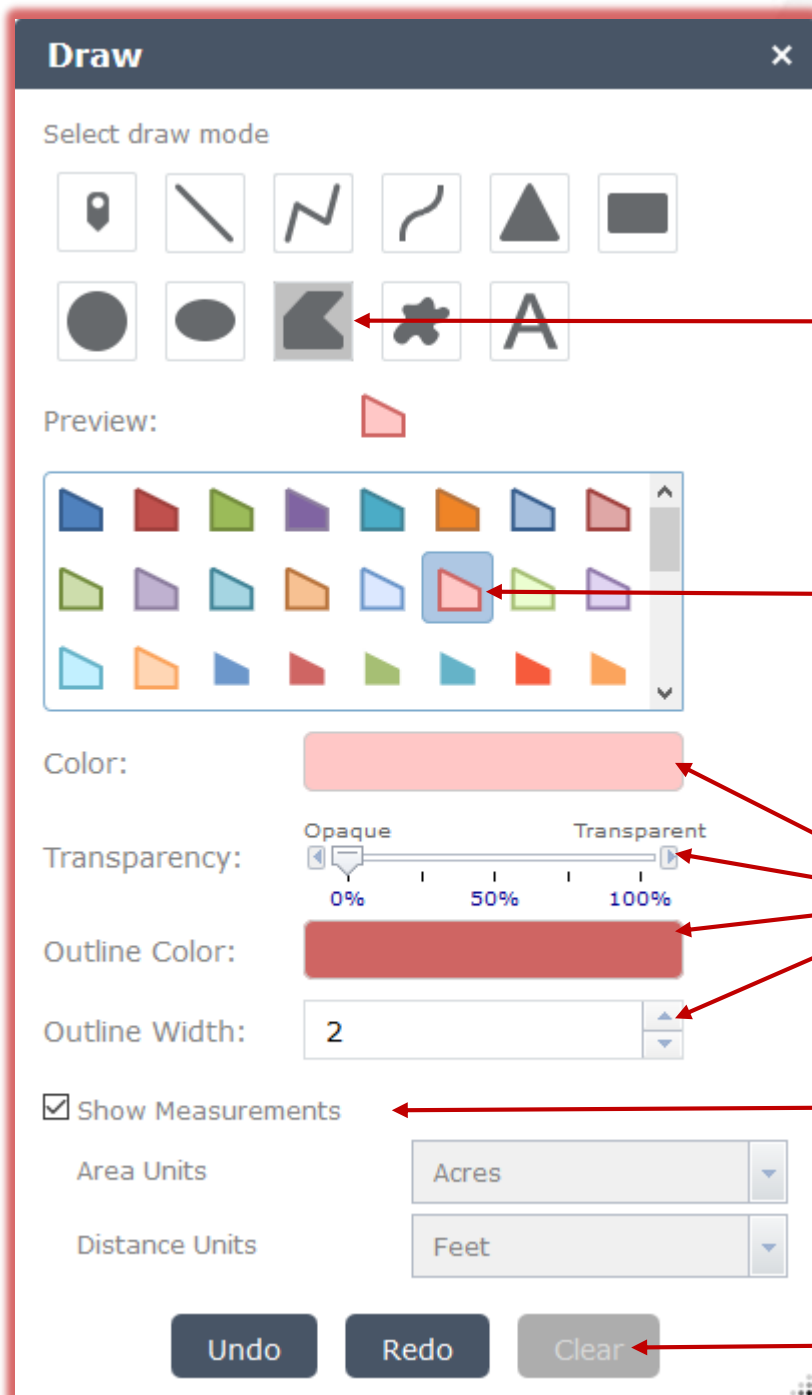 Draw ×
Select draw mode
A
Preview:
Color:
Opaque Transparent
Transparency:
0% 50% 100%
Outline Color:
Outline Width: 2
Show Measurements
Area Units Acres
Distance Units Feet
Undo Redo Clear